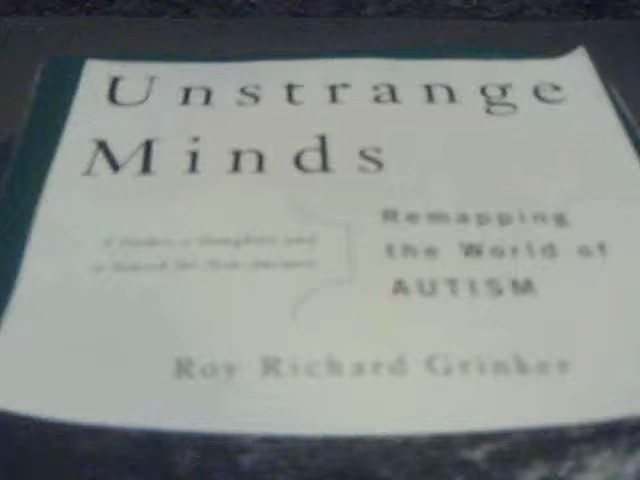 Unstrange
Minds
Remapping
the World of
AUTISM
Roy Richard Grinker